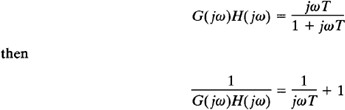 G(jω)H(jω) = jωT / 1 + jωT
then
1 / G(jω)H(jω) = 1 / jωT + 1